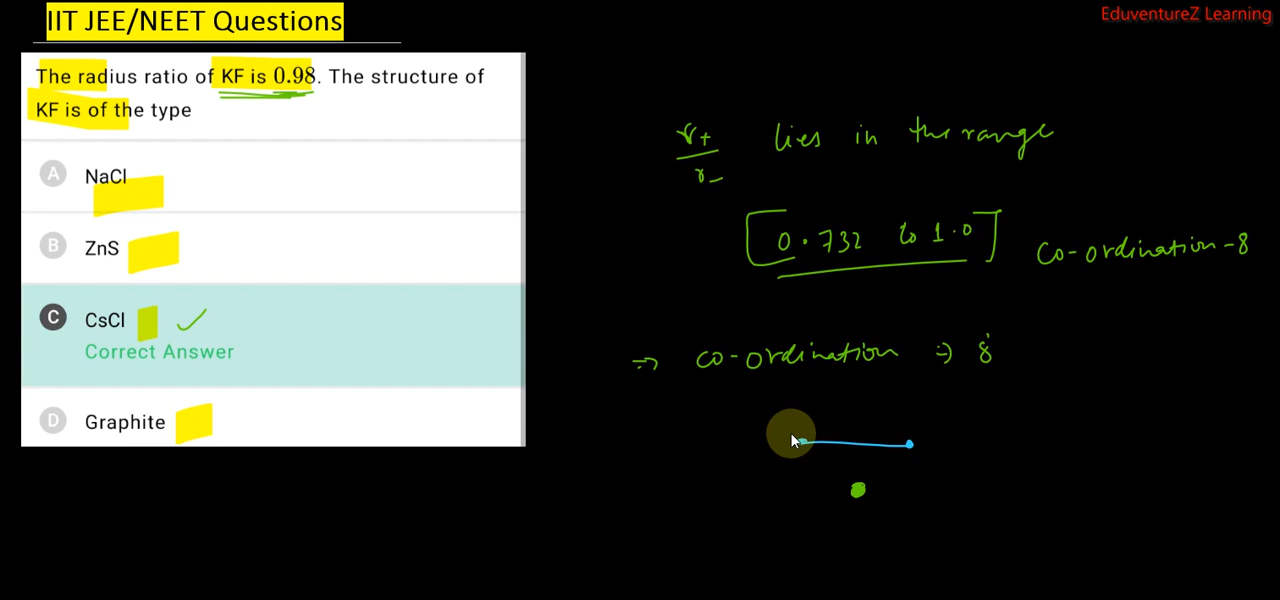 IIT JEE/NEET Questions
EduventureZ Learning
The radius ratio of KF is 0.98. The structure of
KF is of the type
A NaCl
B ZnS
C CsCl
Correct Answer
D Graphite
r+/r- lies in the range
[0.732 to 1.0] Co-ordination-8
⇒ co-ordination ⇒ 8